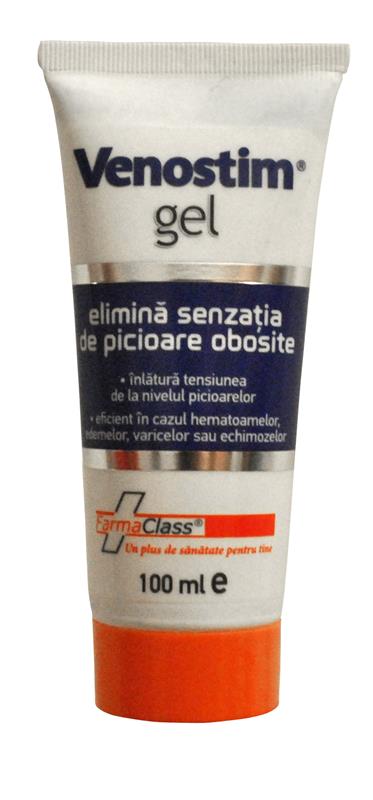 Venostim®
gel
elimină senzația
de picioare obosite
• înlătură tensiunea
de la nivelul picioarelor
• eficient în cazul hematoamelor,
edemelor, varicelor sau echimozelor
FarmaClass®
Un plus de sănătate pentru tine
100 ml e